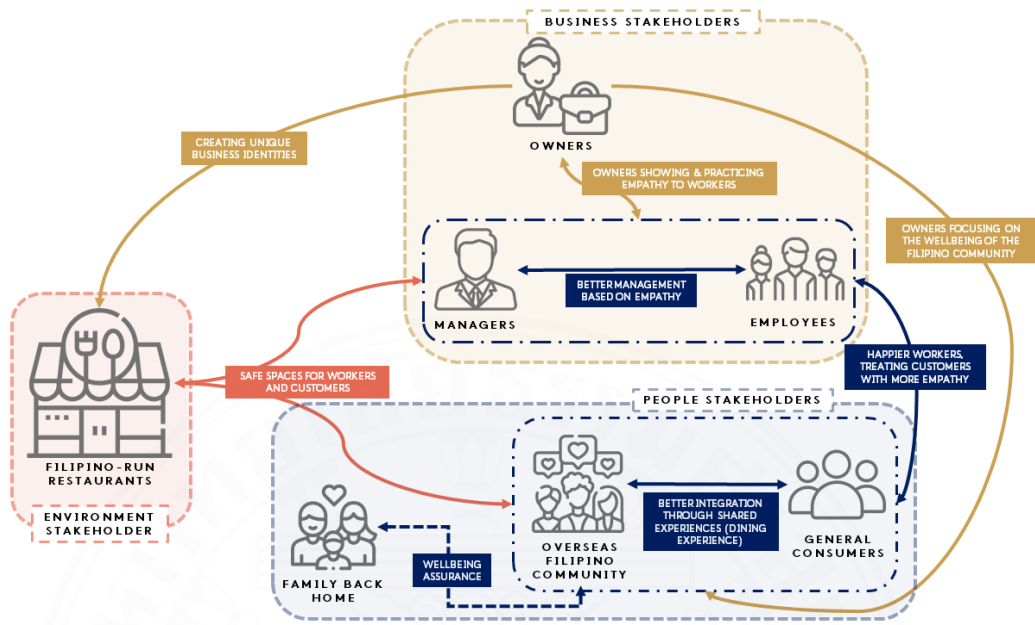 BUSINESS STAKEHOLDERS
OWNERS
CREATING UNIQUE
BUSINESS IDENTITIES
OWNERS SHOWING & PRACTICING
EMPATHY TO WORKERS
OWNERS FOCUSING ON
THE WELLBEING OF THE
FILIPINO COMMUNITY
MANAGERS
BETTER MANAGEMENT
BASED ON EMPATHY
EMPLOYEES
HAPPIER WORKERS,
TREATING CUSTOMERS
WITH MORE EMPATHY
SAFE SPACES FOR WORKERS
AND CUSTOMERS
FILIPINO-RUN
RESTAURANTS
ENVIRONMENT
STAKEHOLDER
PEOPLE STAKEHOLDERS
FAMILY BACK
HOME
WELLBEING
ASSURANCE
OVERSEAS
FILIPINO
COMMUNITY
BETTER INTEGRATION
THROUGH SHARED
EXPERIENCES (DINING
EXPERIENCE)
GENERAL
CONSUMERS